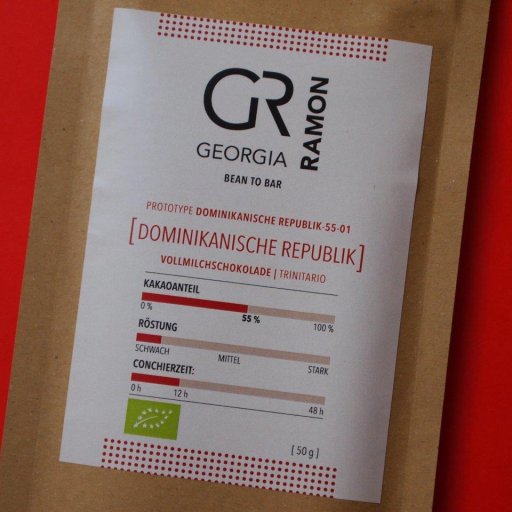 GR
GEORGIA
RAMON
BEAN TO BAR
PROTOTYPE DOMINIKANISCHE REPUBLIK-55-01
[DOMINIKANISCHE REPUBLIK]
VOLLMILCHSCHOKOLADE | TRINITARIO
KAKAOANTEIL
0 % 55 % 100 %
RÖSTUNG
SCHWACH MITTEL STARK
CONCHIERZEIT:
0 h 12 h 48 h
[ 50 g ]